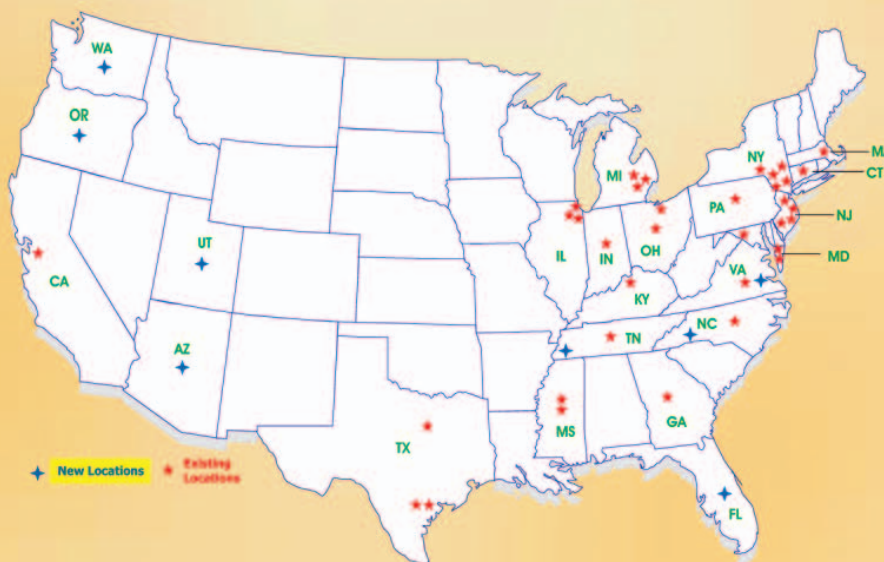 WA
OR
MA
NY
CT
MI
PA
NJ
IL
IN
OH
UT
MD
CA
VA
KY
NC
TN
AZ
GA
MS
TX
New Locations
Existing
Locations
FL